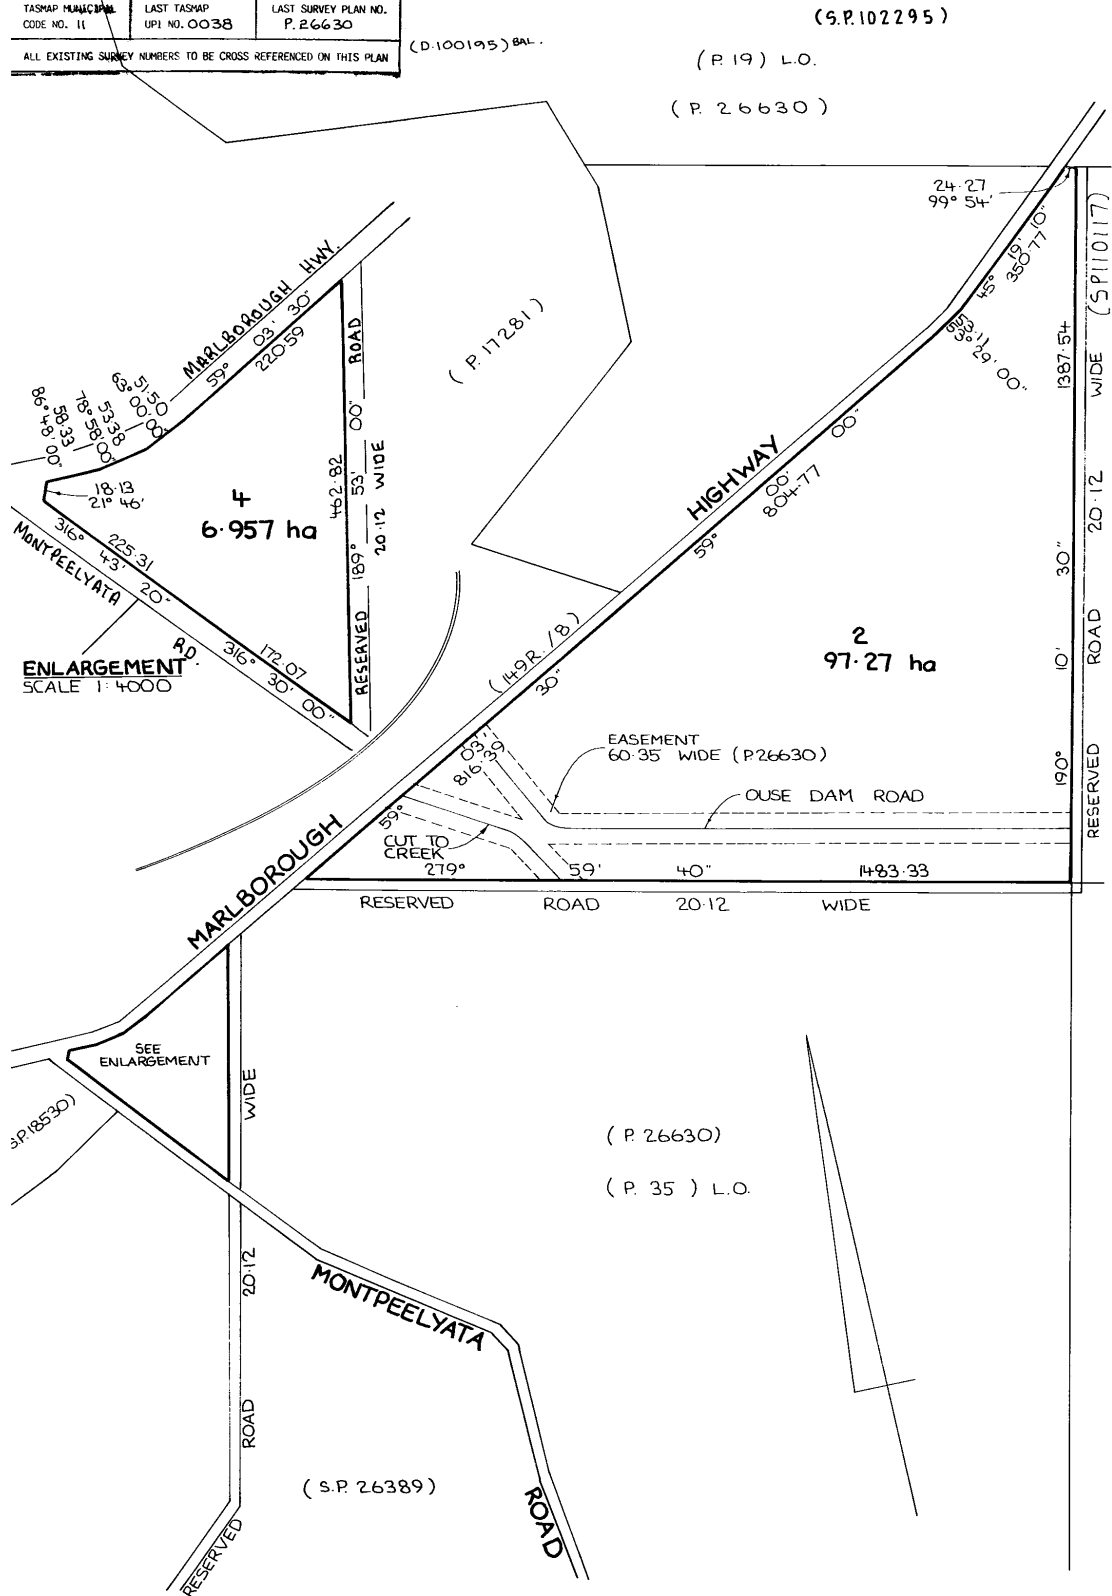 TASMAP MUNICIPAL
CODE NO. 11
LAST TASMAP
UPI NO. 0038
LAST SURVEY PLAN NO.
P. 26630
ALL EXISTING SURVEY NUMBERS TO BE CROSS REFERENCED ON THIS PLAN
(D.100195) BAL.
(S.P.102295)
(P. 19) L.O.
(P. 26630)
24·27
99° 54'
(SP110117)
45° 19' 10"
350·77
53·11
53° 29' 00"
1387·54
190° 10' 30"
RESERVED ROAD 20·12 WIDE
(P. 17281)
MARLBOROUGH HWY.
59° 03' 30"
220·59
51·50
63° 00' 00"
53·38
78° 58' 00"
58·33
86° 48' 00"
18·13
21° 46'
4
6·957 ha
462·82
189° 53' 00"
RESERVED ROAD
20·12 WIDE
225·31
316° 43' 20"
172·07
316° 30' 00"
MONTPEELYATA RD.
ENLARGEMENT
SCALE 1:4000
MARLBOROUGH HIGHWAY
59° 00' 00"
804·77
(149R./8)
59° 03' 30"
816·39
2
97·27 ha
EASEMENT
60·35 WIDE (P.26630)
OUSE DAM ROAD
CUT TO
CREEK
279° 59' 40" 1483·33
RESERVED ROAD 20·12 WIDE
SEE
ENLARGEMENT
S.P.18530)
RESERVED ROAD 20·12 WIDE
(P. 26630)
(P. 35) L.O.
MONTPEELYATA ROAD
(S.P. 26389)